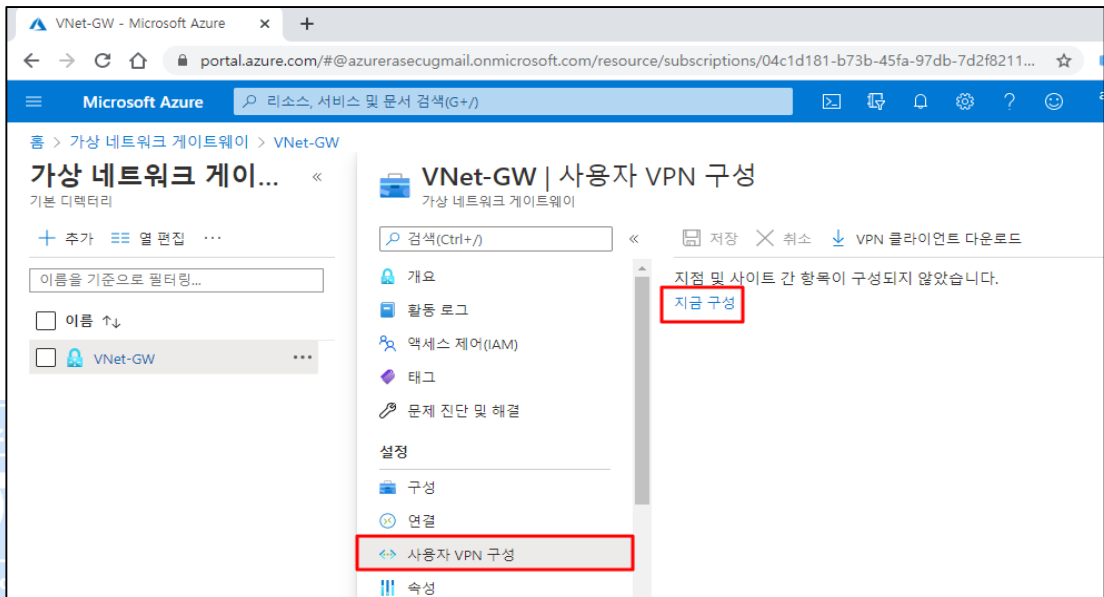 VNet-GW - Microsoft Azure
portal.azure.com/#@azurerasecugmail.onmicrosoft.com/resource/subscriptions/04c1d181-b73b-45fa-97db-7d2f8211...
Microsoft Azure
리소스, 서비스 및 문서 검색(G+/)
홈 > 가상 네트워크 게이트웨이 > VNet-GW
가상 네트워크 게이...
기본 디렉터리
추가 열 편집 ...
이름을 기준으로 필터링...
이름 ↑↓
VNet-GW
VNet-GW | 사용자 VPN 구성
가상 네트워크 게이트웨이
검색(Ctrl+/)
개요
활동 로그
액세스 제어(IAM)
태그
문제 진단 및 해결
설정
구성
연결
사용자 VPN 구성
속성
저장 취소 VPN 클라이언트 다운로드
지점 및 사이트 간 항목이 구성되지 않았습니다.
지금 구성